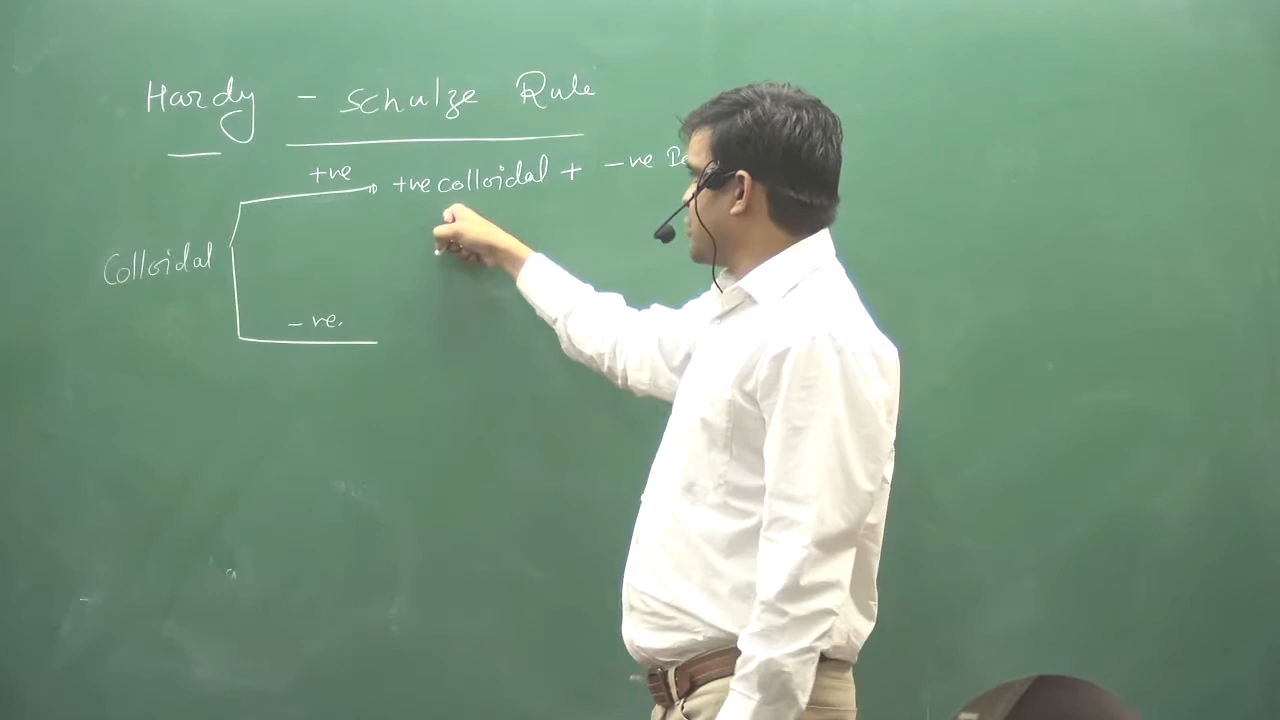 Hardy - Schulze Rule
+ve
+ve colloidal + -ve
Colloidal
- ve.